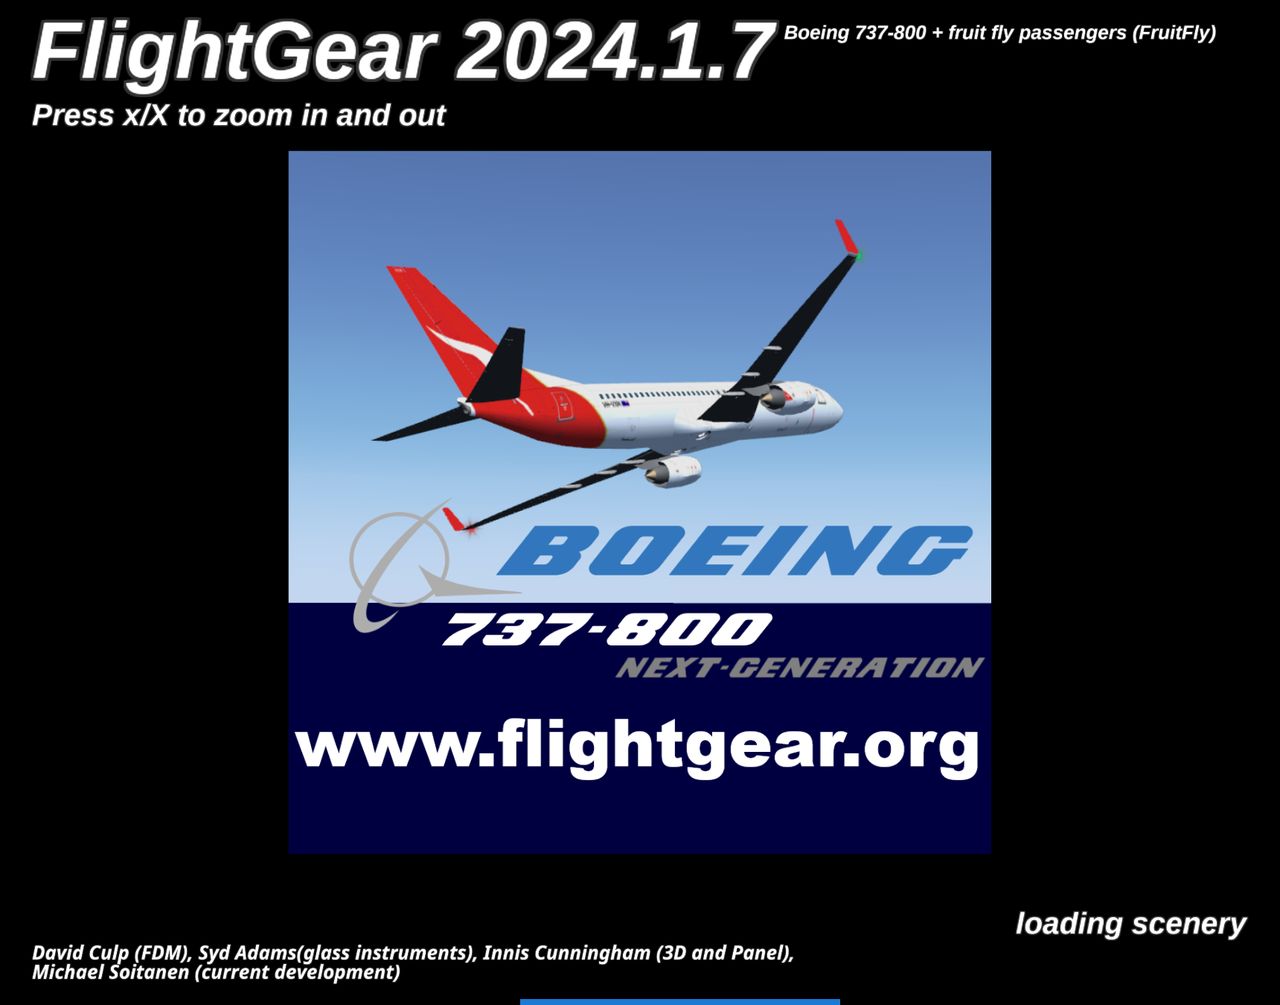 FlightGear 2024.1.7
Boeing 737-800 + fruit fly passengers (FruitFly)
Press x/X to zoom in and out
BOEING
737-800
NEXT-GENERATION
www.flightgear.org
loading scenery
David Culp (FDM), Syd Adams(glass instruments), Innis Cunningham (3D and Panel),
Michael Soitanen (current development)